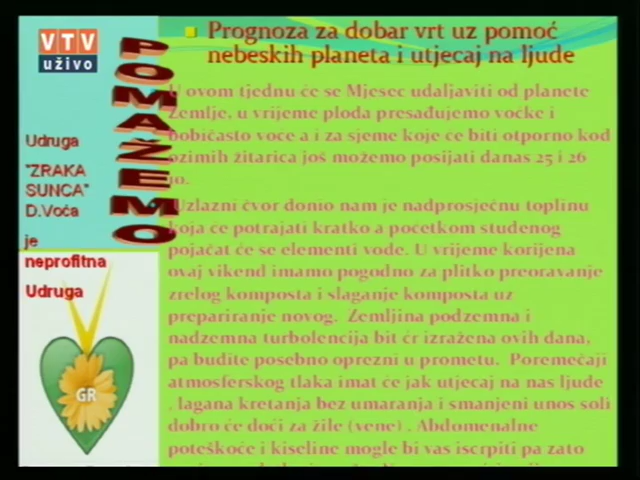 VTV
uživo
POMAŽEMO
Udruga
"ZRAKA
SUNCA"
D.Voća
je
neprofitna
Udruga
GR
Prognoza za dobar vrt uz pomoć
nebeskih planeta i utjecaj na ljude
U ovom tjednu će se Mjesec udaljaviti od planete
Zemlje, u vrijeme ploda presađujemo voćke i
bobičasto voće a i za sjeme koje će biti otporno kod
ozimih žitarica još možemo posijati danas 25 i 26
10.
Uzlazni čvor donio nam je nadprosječnu toplinu
koja će potrajati kratko a početkom studenog
pojačat će se elementi vode. U vrijeme korijena
ovaj vikend imamo pogodno za plitko preoravanje
zrelog komposta i slaganje komposta uz
prepariranje novog. Zemljina podzemna i
nadzemna turbolencija bit ćr izražena ovih dana,
pa budite posebno oprezni u prometu. Poremečaji
atmosferskog tlaka imat će jak utjecaj na nas ljude
, lagana kretanja bez umaranja i smanjeni unos soli
dobro će doći za žile (vene) . Abdomenalne
poteškoće i kiseline mogle bi vas iscrpiti pa zato